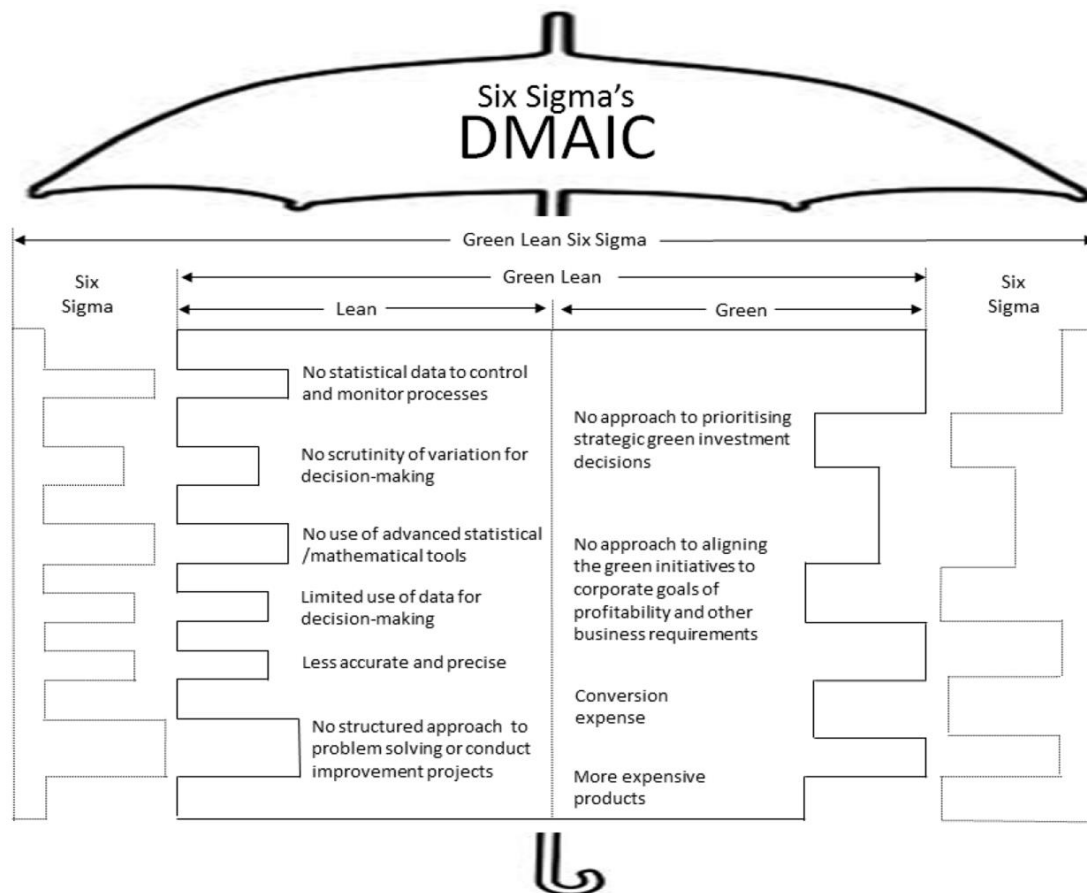 Six Sigma's
DMAIC
Green Lean Six Sigma
Six
Sigma
Green Lean
Six
Sigma
Lean
Green
No statistical data to control
and monitor processes
No scrutinity of variation for
decision-making
No use of advanced statistical
/mathematical tools
Limited use of data for
decision-making
Less accurate and precise
No structured approach to
problem solving or conduct
improvement projects
No approach to prioritising
strategic green investment
decisions
No approach to aligning
the green initiatives to
corporate goals of
profitability and other
business requirements
Conversion
expense
More expensive
products